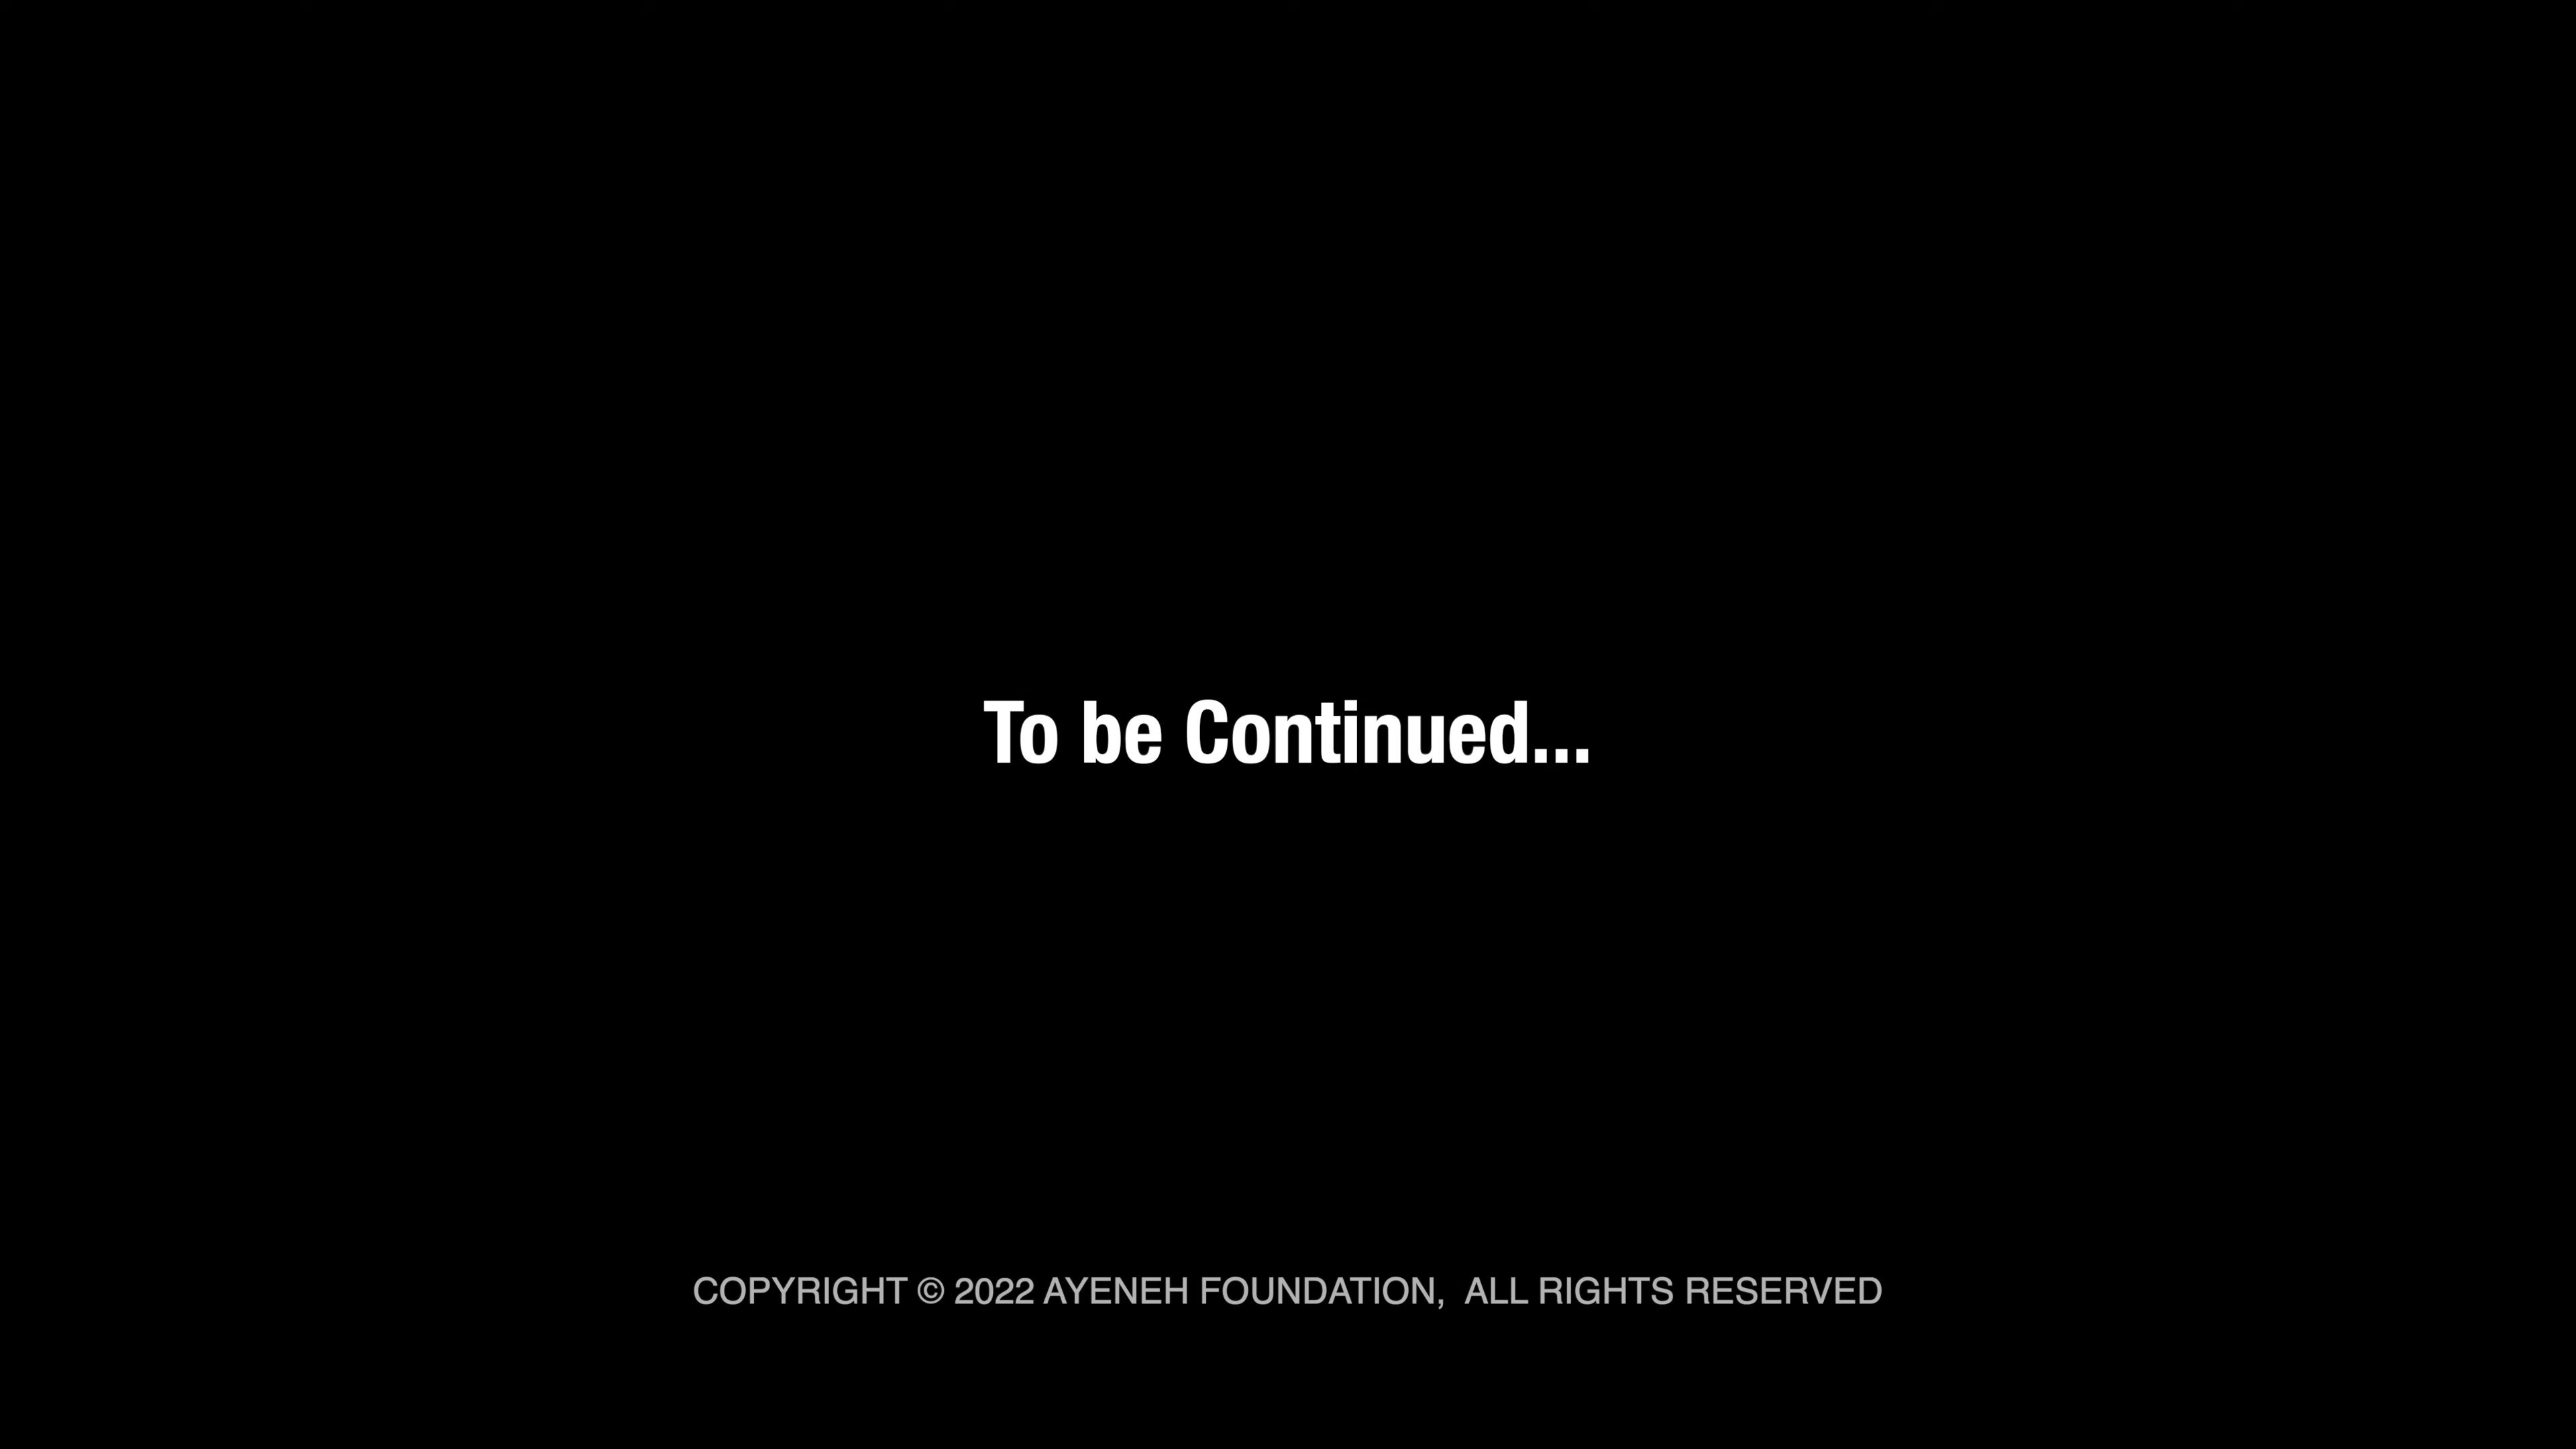 To be Continued...
COPYRIGHT © 2022 AYENEH FOUNDATION, ALL RIGHTS RESERVED